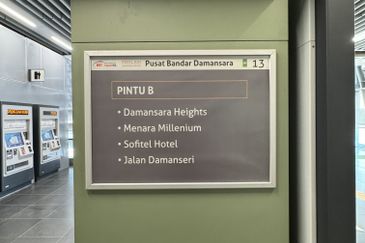 Pusat Bandar Damansara 13
PINTU B
• Damansara Heights
• Menara Millenium
• Sofitel Hotel
• Jalan Damanseri